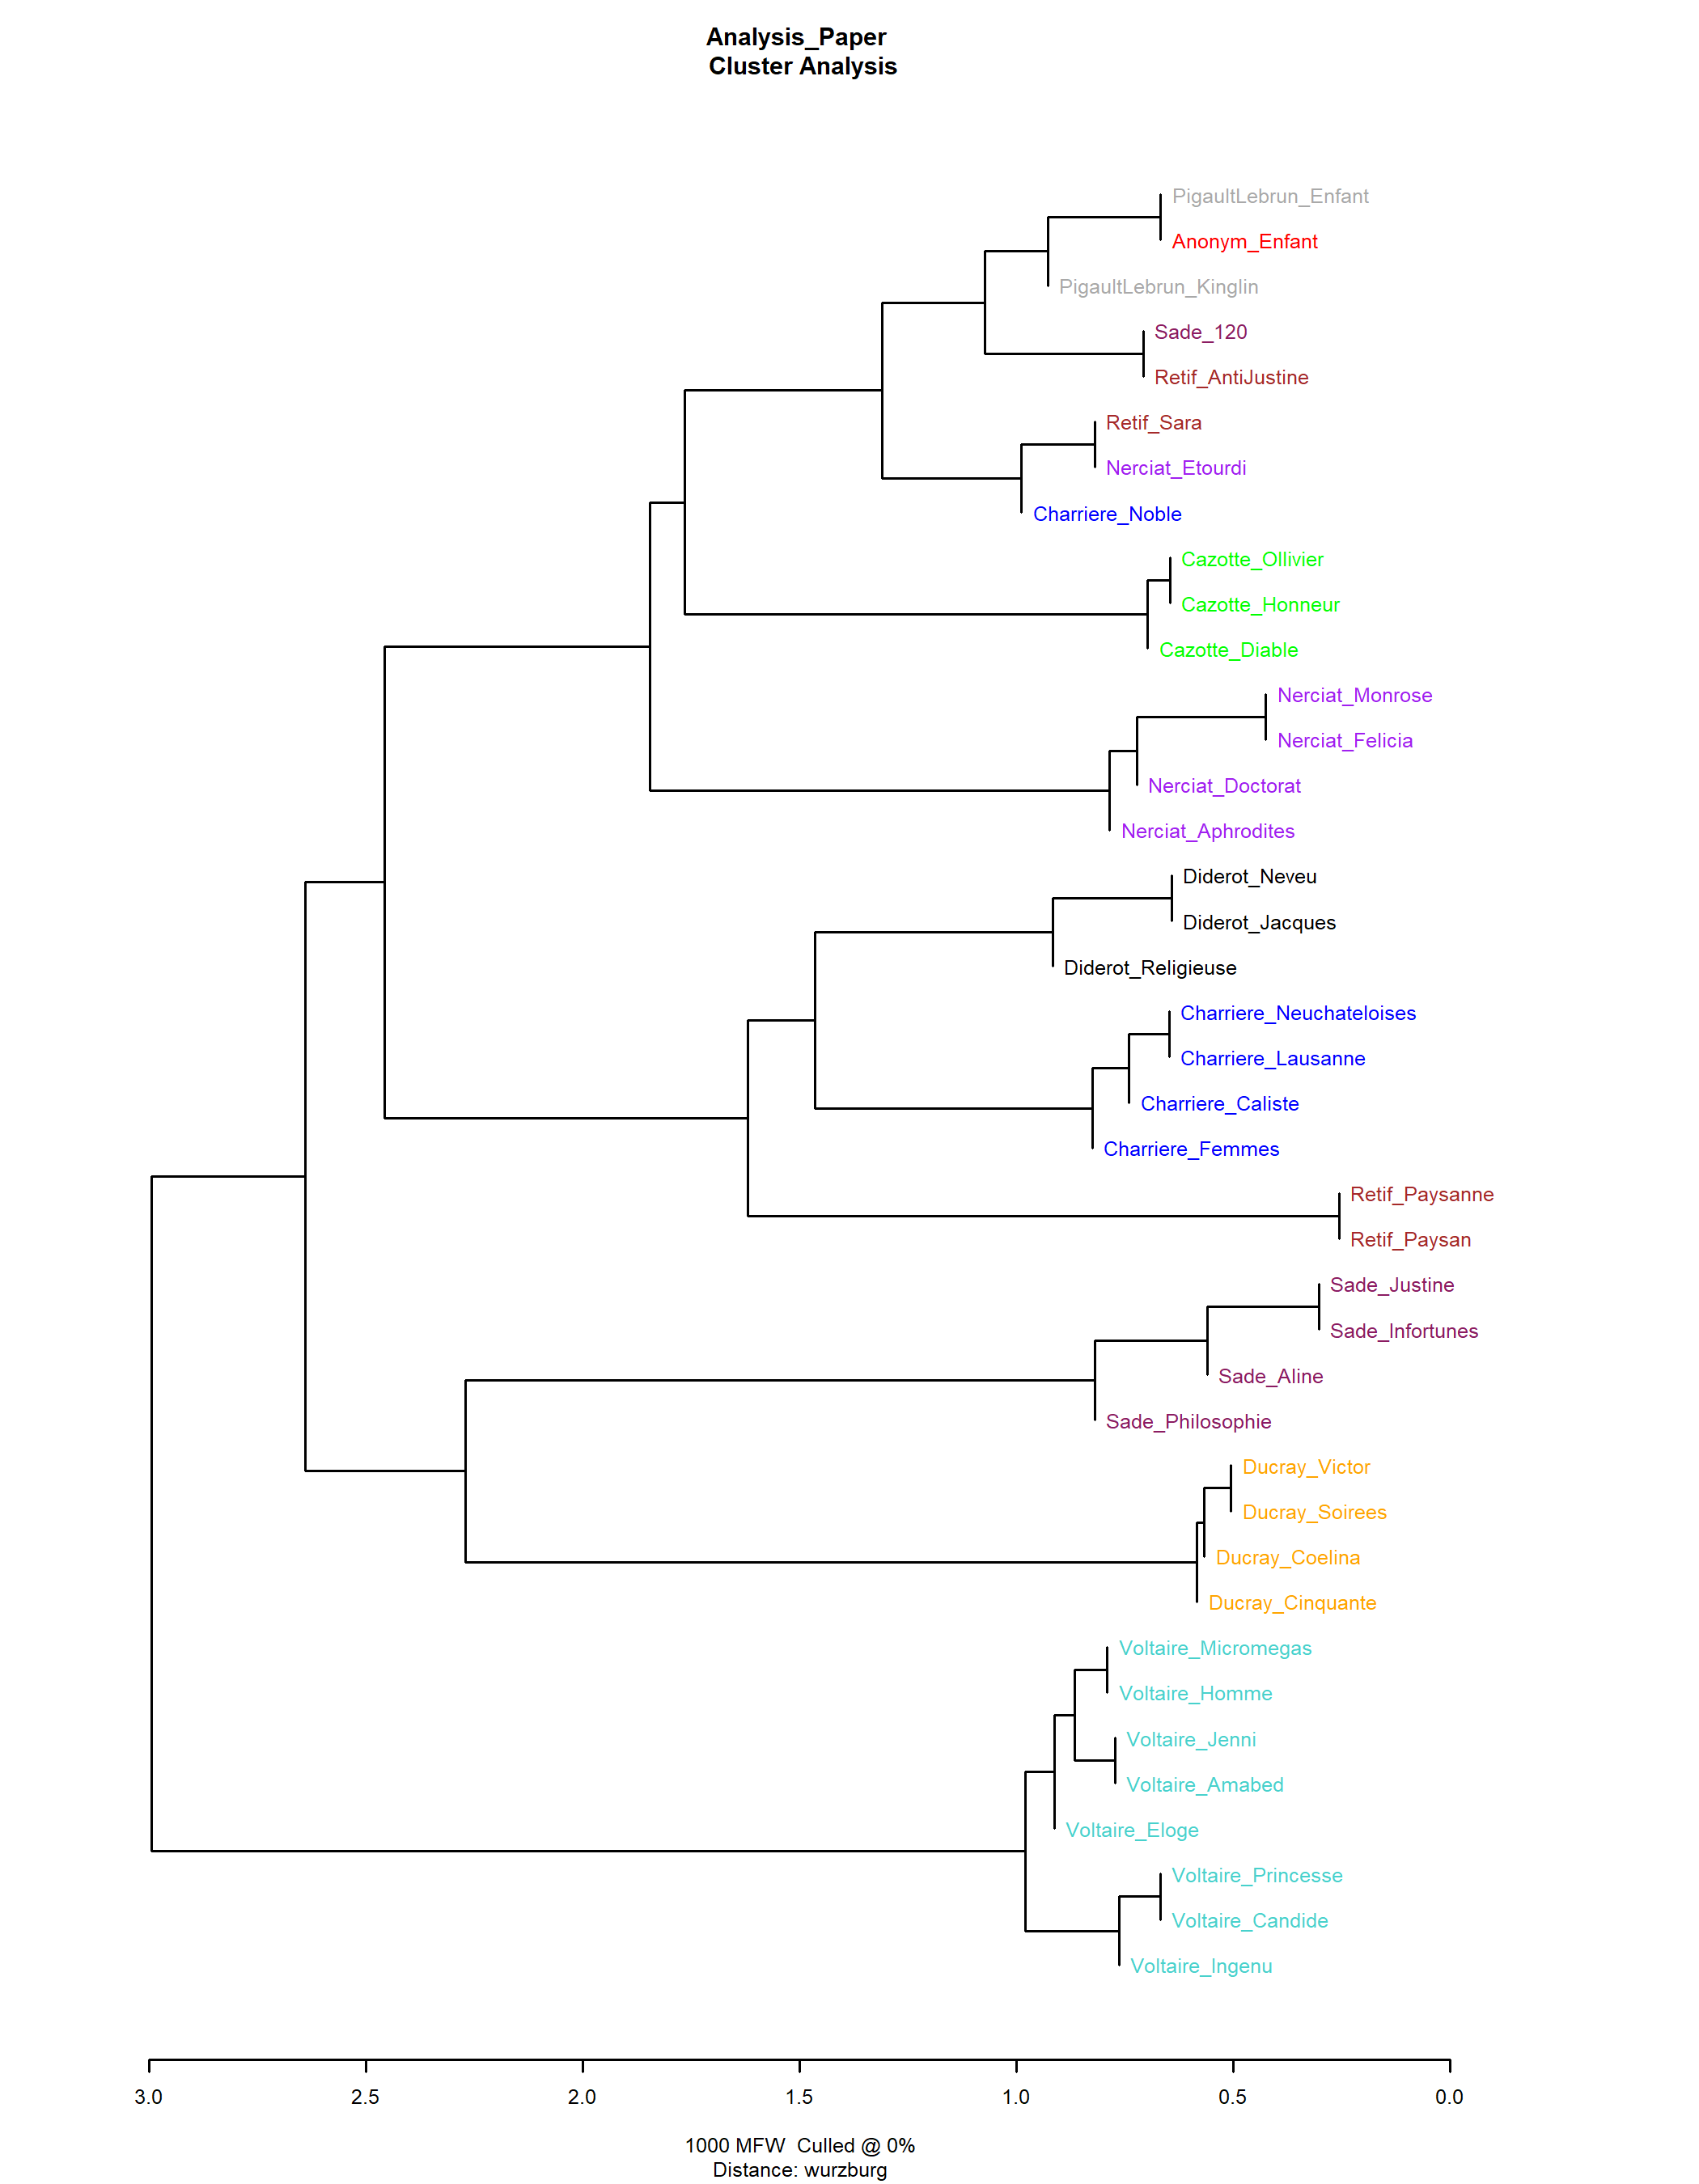 Analysis_Paper
Cluster Analysis
PigaultLebrun_Enfant
Anonym_Enfant
PigaultLebrun_Kinglin
Sade_120
Retif_AntiJustine
Retif_Sara
Nerciat_Etourdi
Charriere_Noble
Cazotte_Ollivier
Cazotte_Honneur
Cazotte_Diable
Nerciat_Monrose
Nerciat_Felicia
Nerciat_Doctorat
Nerciat_Aphrodites
Diderot_Neveu
Diderot_Jacques
Diderot_Religieuse
Charriere_Neuchateloises
Charriere_Lausanne
Charriere_Caliste
Charriere_Femmes
Retif_Paysanne
Retif_Paysan
Sade_Justine
Sade_Infortunes
Sade_Aline
Sade_Philosophie
Ducray_Victor
Ducray_Soirees
Ducray_Coelina
Ducray_Cinquante
Voltaire_Micromegas
Voltaire_Homme
Voltaire_Jenni
Voltaire_Amabed
Voltaire_Eloge
Voltaire_Princesse
Voltaire_Candide
Voltaire_Ingenu
3.0 2.5 2.0 1.5 1.0 0.5 0.0
1000 MFW Culled @ 0%
Distance: wurzburg